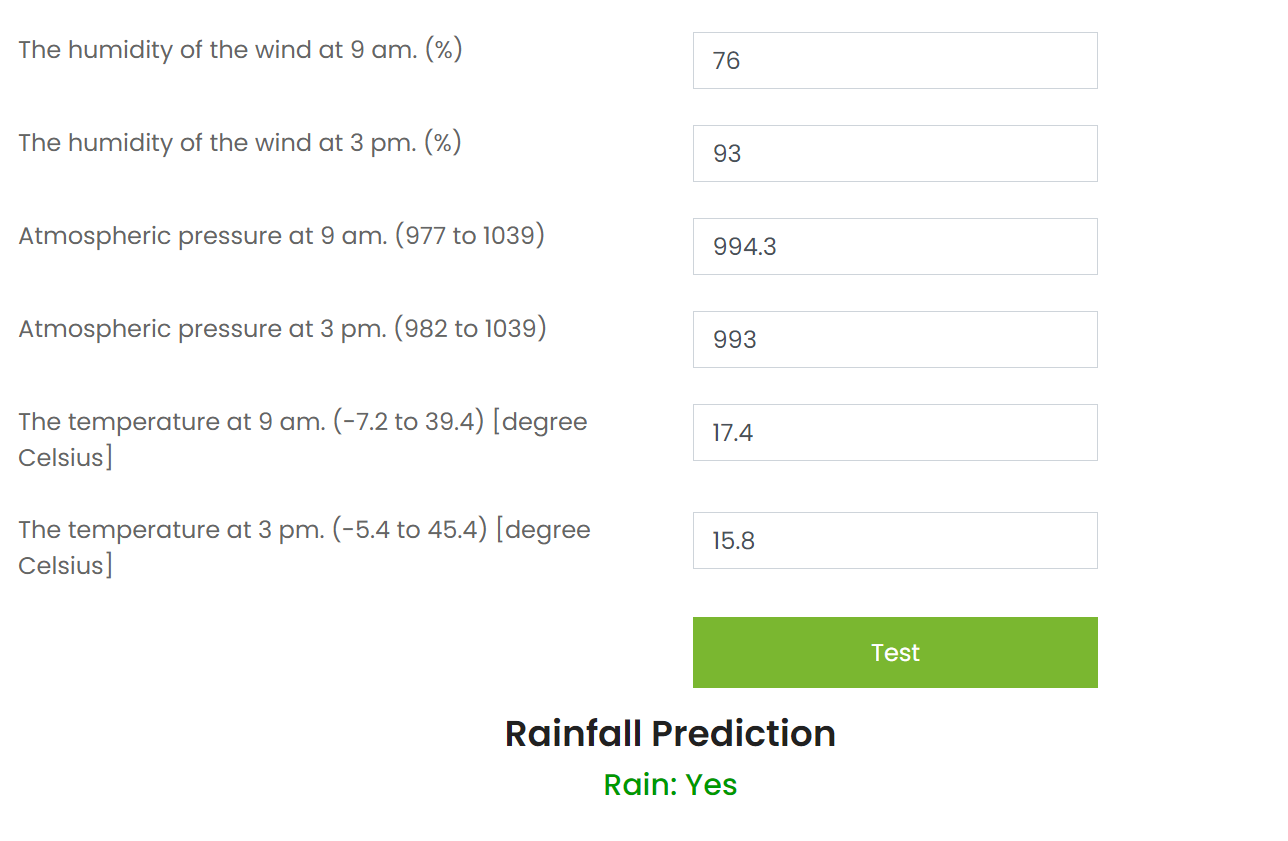 The humidity of the wind at 9 am. (%)
76
The humidity of the wind at 3 pm. (%)
93
Atmospheric pressure at 9 am. (977 to 1039)
994.3
Atmospheric pressure at 3 pm. (982 to 1039)
993
The temperature at 9 am. (-7.2 to 39.4) [degree
Celsius]
17.4
The temperature at 3 pm. (-5.4 to 45.4) [degree
Celsius]
15.8
Test
Rainfall Prediction
Rain: Yes